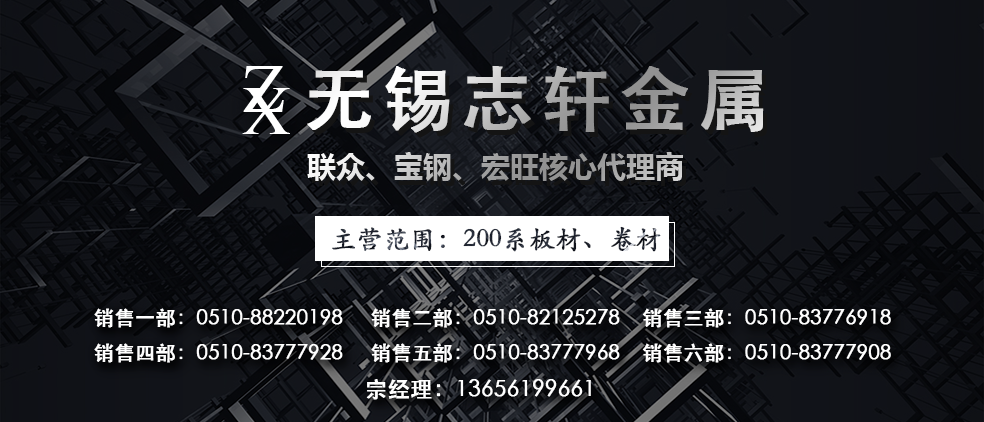 ZX 无锡志轩金属
联众、宝钢、宏旺核心代理商
主营范围：200系板材、卷材
销售一部：0510-88220198 销售二部：0510-82125278 销售三部：0510-83776918
销售四部：0510-83777928 销售五部：0510-83777968 销售六部：0510-83777908
宗经理：13656199661